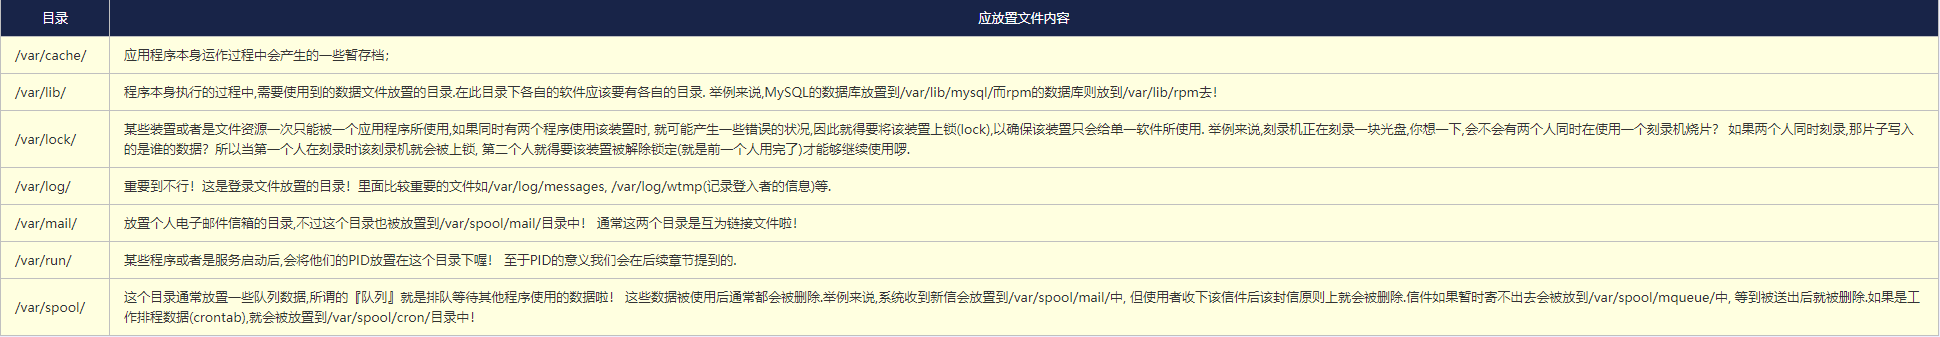 目录 应放置文件内容
/var/cache/ 应用程序本身运作过程中会产生的一些暂存档；
/var/lib/ 程序本身执行的过程中,需要使用到的数据文件放置的目录.在此目录下各自的软件应该要有各自的目录. 举例来说,MySQL的数据库放置到/var/lib/mysql/而rpm的数据库则放到/var/lib/rpm去！
/var/lock/ 某些装置或者是文件资源一次只能被一个应用程序所使用,如果同时有两个程序使用该装置时, 就可能产生一些错误的状况,因此就得要将该装置上锁(lock),以确保该装置只会给单一软件所使用. 举例来说,刻录机正在刻录一块光盘,你想一下,会不会有两个人同时在使用一个刻录机烧片？ 如果两个人同时刻录,那片子写入
的是谁的数据？所以当第一个人在刻录时该刻录机就会被上锁, 第二个人就得要该装置被解除锁定(就是前一个人用完了)才能够继续使用啰.
/var/log/ 重要到不行！这是登录文件放置的目录！里面比较重要的文件如/var/log/messages, /var/log/wtmp(记录登入者的信息)等.
/var/mail/ 放置个人电子邮件信箱的目录,不过这个目录也被放置到/var/spool/mail/目录中！ 通常这两个目录是互为链接文件啦！
/var/run/ 某些程序或者是服务启动后,会将他们的PID放置在这个目录下喔！ 至于PID的意义我们会在后续章节提到的.
/var/spool/ 这个目录通常放置一些队列数据,所谓的『队列』就是排队等待其他程序使用的数据啦！ 这些数据被使用后通常都会被删除.举例来说,系统收到新信会放置到/var/spool/mail/中, 但使用者收下该信件后该封信原则上就会被删除.信件如果暂时寄不出去会被放到/var/spool/mqueue/中, 等到被送出后就被删除.如果是工
作排程数据(crontab),就会被放置到/var/spool/cron/目录中！